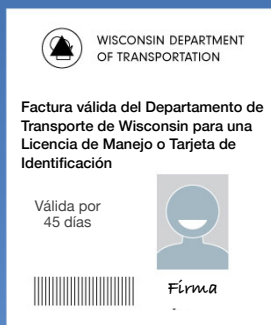 WISCONSIN DEPARTMENT
OF TRANSPORTATION
Factura válida del Departamento de
Transporte de Wisconsin para una
Licencia de Manejo o Tarjeta de
Identificación
Válida por
45 días
Firma